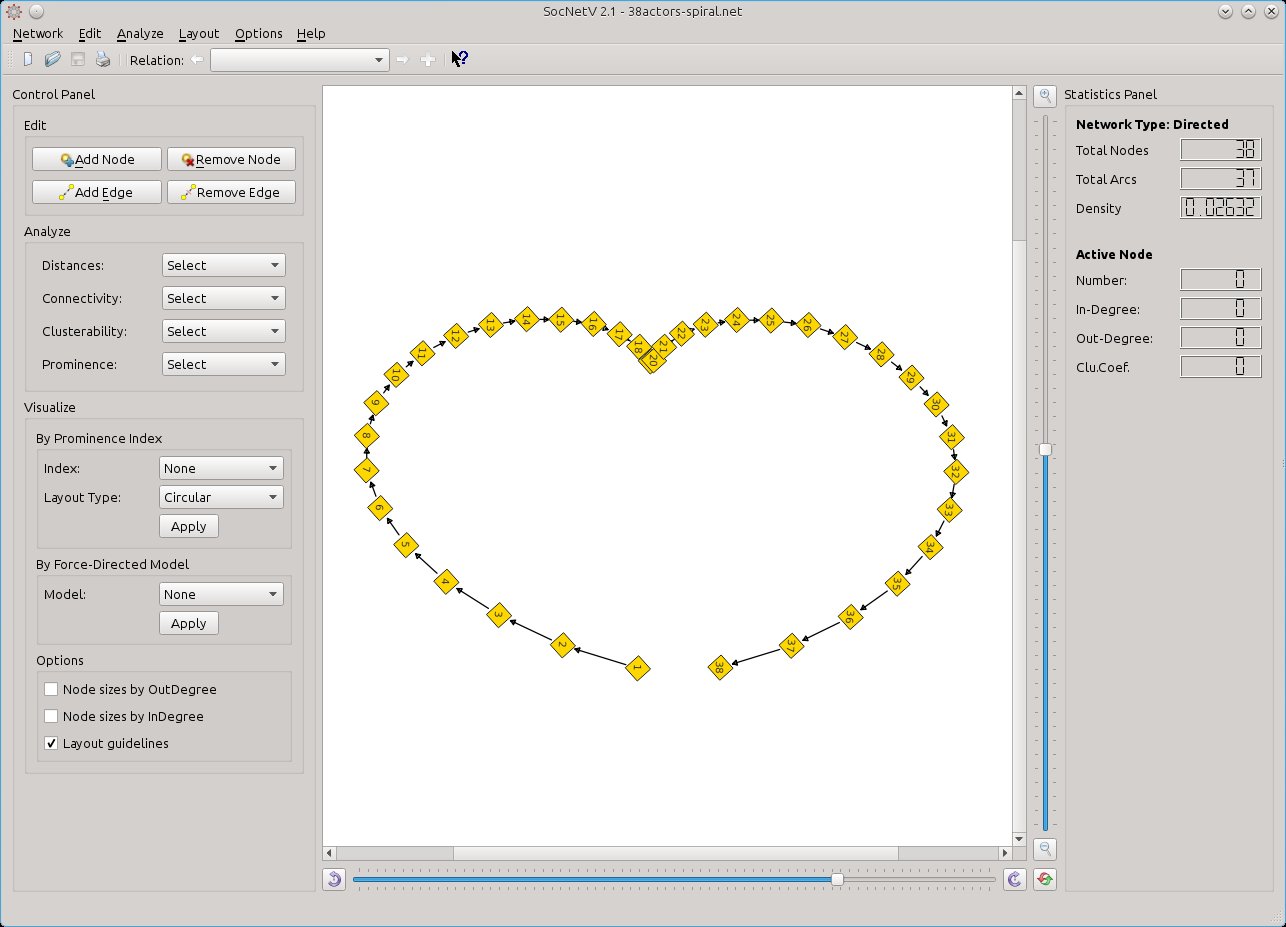 SocNetV 2.1 - 38actors-spiral.net
Network Edit Analyze Layout Options Help
Relation:
Control Panel
Edit
Add Node Remove Node
Add Edge Remove Edge
Analyze
Distances: Select
Connectivity: Select
Clusterability: Select
Prominence: Select
Visualize
By Prominence Index
Index: None
Layout Type: Circular
Apply
By Force-Directed Model
Model: None
Apply
Options
Node sizes by OutDegree
Node sizes by InDegree
Layout guidelines
1
2
3
4
5
6
7
8
9
10
11
12
13
14
15
16
17
18
20
21
22
23
24
25
26
27
28
29
30
31
32
33
34
35
36
37
38
Statistics Panel
Network Type: Directed
Total Nodes 38
Total Arcs 37
Density 0.02632
Active Node
Number: 0
In-Degree: 0
Out-Degree: 0
Clu.Coef. 0